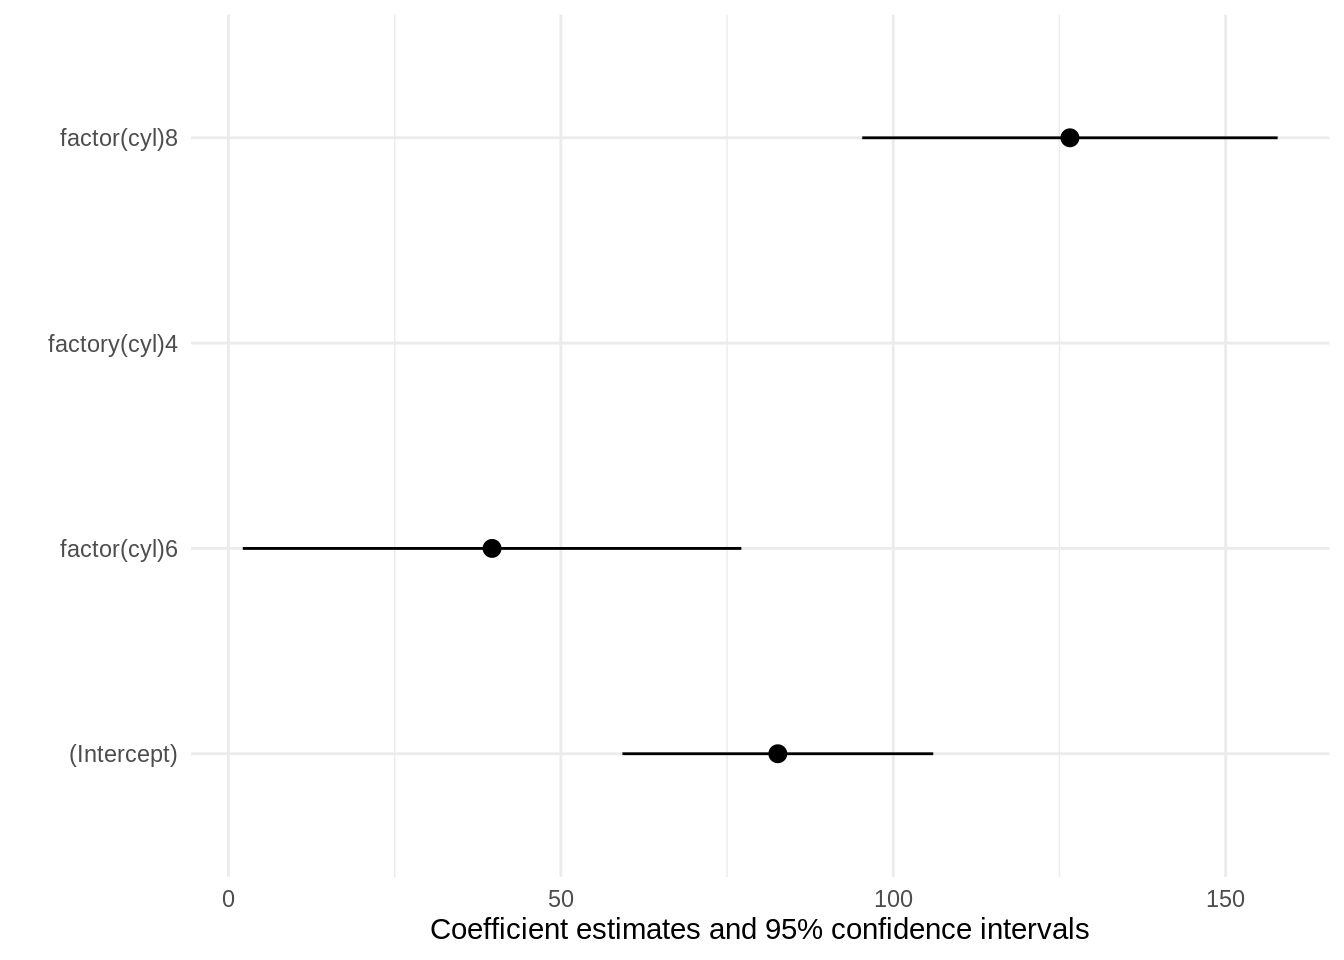 factor(cyl)8
factory(cyl)4
factor(cyl)6
(Intercept)
0 50 100 150
Coefficient estimates and 95% confidence intervals